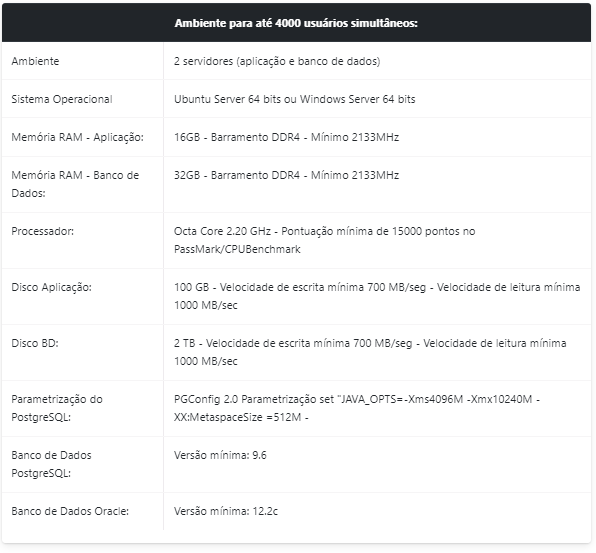 Ambiente para até 4000 usuários simultâneos:
Ambiente
2 servidores (aplicação e banco de dados)
Sistema Operacional
Ubuntu Server 64 bits ou Windows Server 64 bits
Memória RAM - Aplicação:
16GB - Barramento DDR4 - Mínimo 2133MHz
Memória RAM - Banco de
Dados:
32GB - Barramento DDR4 - Mínimo 2133MHz
Processador:
Octa Core 2.20 GHz - Pontuação mínima de 15000 pontos no
PassMark/CPUBenchmark
Disco Aplicação:
100 GB - Velocidade de escrita mínima 700 MB/seg - Velocidade de leitura mínima
1000 MB/sec
Disco BD:
2 TB - Velocidade de escrita mínima 700 MB/seg - Velocidade de leitura mínima
1000 MB/sec
Parametrização do
PostgreSQL:
PGConfig 2.0 Parametrização set "JAVA_OPTS=-Xms4096M -Xmx10240M -
XX:MetaspaceSize =512M -
Banco de Dados
PostgreSQL:
Versão mínima: 9.6
Banco de Dados Oracle:
Versão mínima: 12.2c